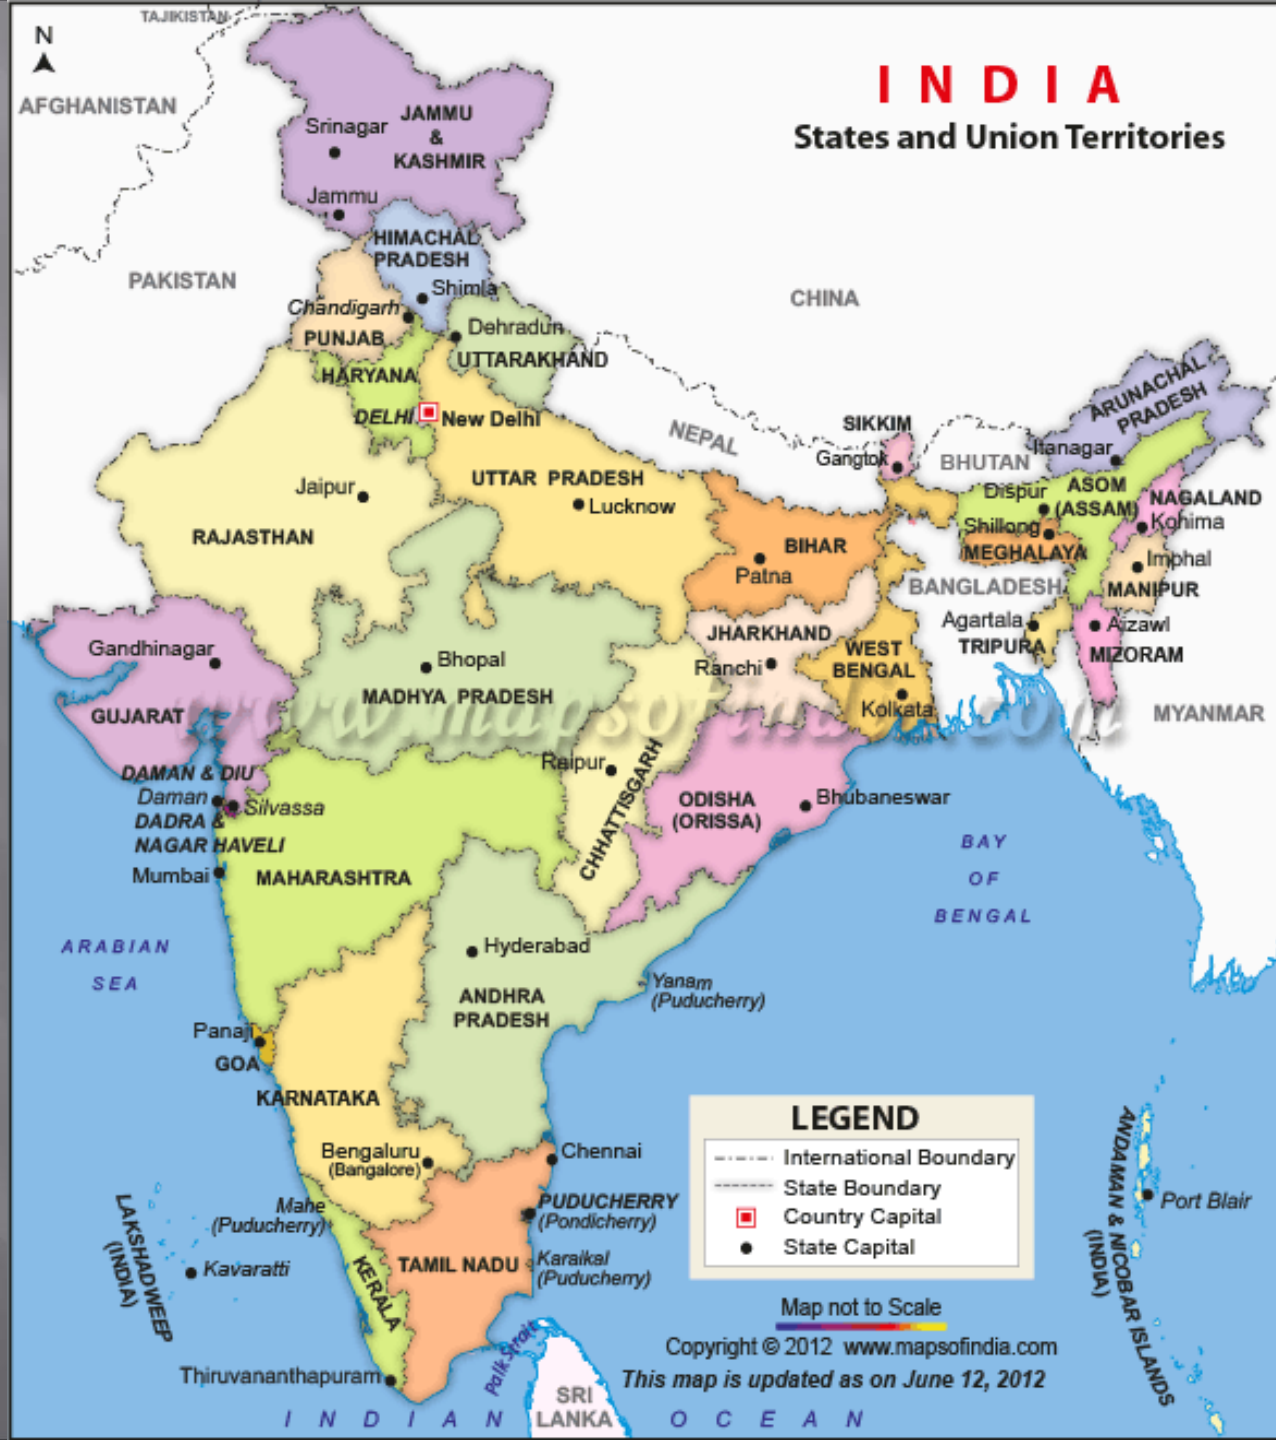 TAJIKISTAN
N
INDIA
States and Union Territories
AFGHANISTAN
JAMMU
&
KASHMIR
Srinagar
Jammu
HIMACHAL
PRADESH
PAKISTAN
Shimla
CHINA
Chandigarh
PUNJAB
Dehradun
UTTARAKHAND
HARYANA
DELHI
New Delhi
NEPAL
SIKKIM
Gangtok
BHUTAN
ARUNACHAL
PRADESH
Itanagar
UTTAR PRADESH
Lucknow
Jaipur
RAJASTHAN
Dispur
ASOM
(ASSAM)
NAGALAND
Kohima
Shillong
MEGHALAYA
Imphal
MANIPUR
BIHAR
Patna
BANGLADESH
Agartala
TRIPURA
Aizawl
MIZORAM
JHARKHAND
Ranchi
WEST
BENGAL
Kolkata
Gandhinagar
GUJARAT
Bhopal
MADHYA PRADESH
www.mapsofindia.com
MYANMAR
DAMAN & DIU
Daman
Silvassa
DADRA &
NAGAR HAVELI
Mumbai
MAHARASHTRA
Raipur
CHHATTISGARH
ODISHA
(ORISSA)
Bhubaneswar
BAY
OF
BENGAL
ARABIAN
SEA
Hyderabad
ANDHRA
PRADESH
Yanam
(Puducherry)
Panaji
GOA
KARNATAKA
Bengaluru
(Bangalore)
Chennai
Mahe
(Puducherry)
PUDUCHERRY
(Pondicherry)
TAMIL NADU
Karaikal
(Puducherry)
KERALA
LAKSHADWEEP
(INDIA)
Kavaratti
Thiruvananthapuram
Palk Strait
SRI
LANKA
INDIAN OCEAN
LEGEND
International Boundary
State Boundary
Country Capital
State Capital
Map not to Scale
Copyright © 2012 www.mapsofindia.com
This map is updated as on June 12, 2012
ANDAMAN & NICOBAR ISLANDS
(INDIA)
Port Blair